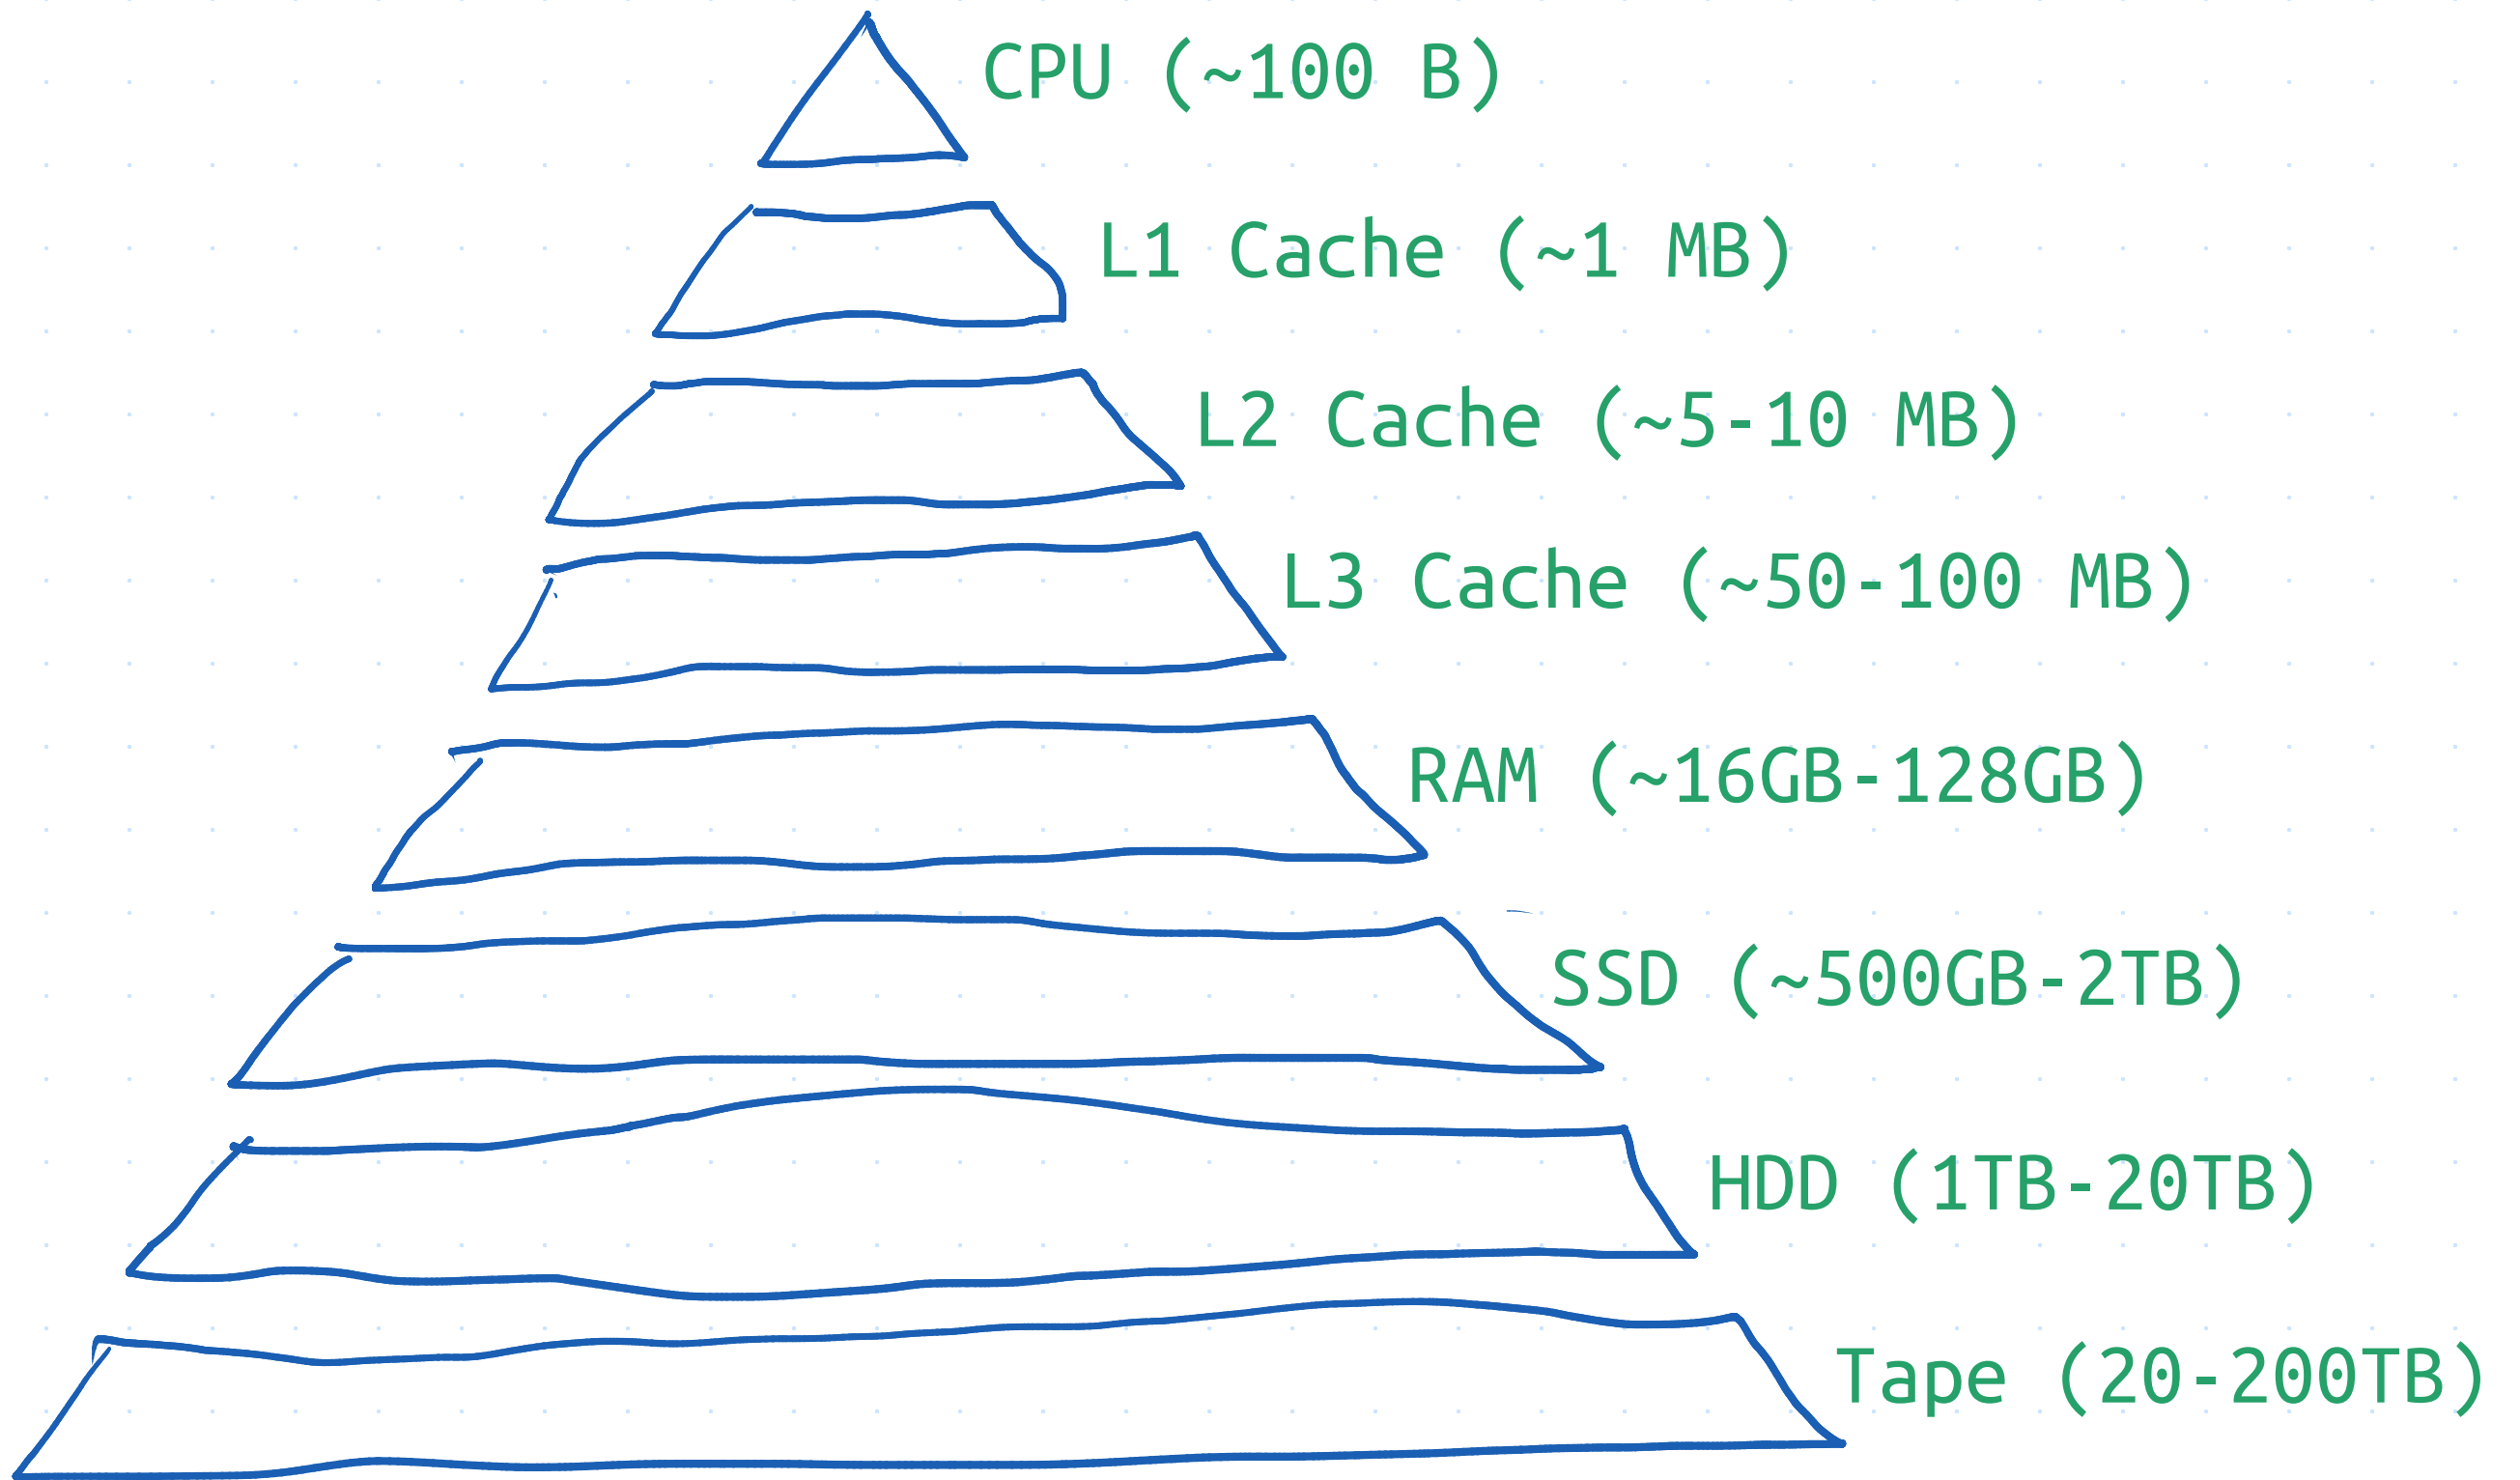 CPU (~100 B)
L1 Cache (~1 MB)
L2 Cache (~5-10 MB)
L3 Cache (~50-100 MB)
RAM (~16GB-128GB)
SSD (~500GB-2TB)
HDD (1TB-20TB)
Tape (20-200TB)